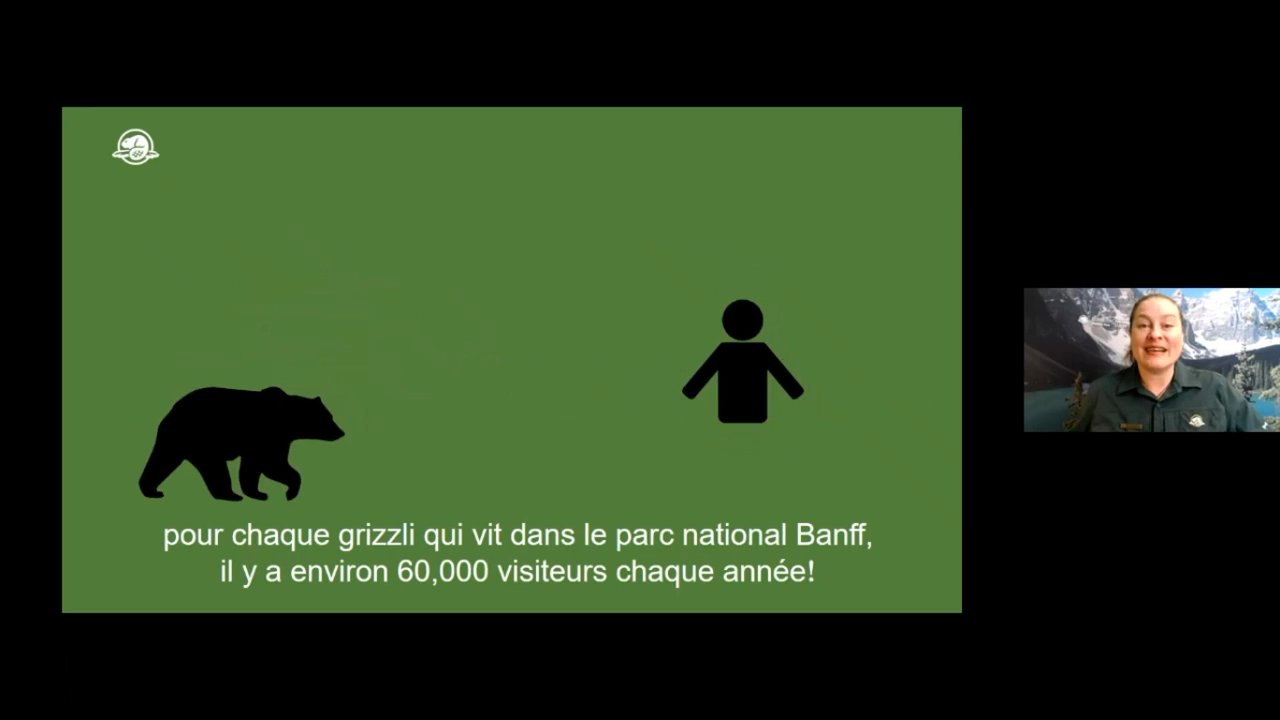 pour chaque grizzli qui vit dans le parc national Banff,
il y a environ 60,000 visiteurs chaque année!